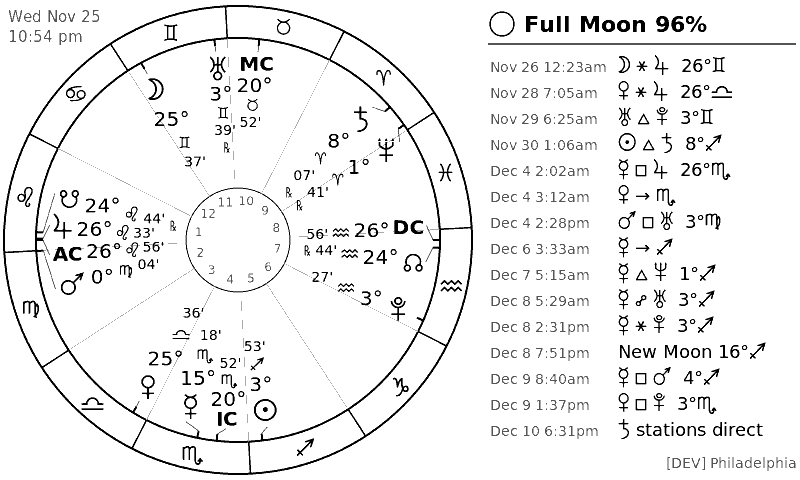 Wed Nov 25
10:54 pm
♊ ♉
♋ ♈
♌ ♓
♍ ♒
♎ ♑
♏ ♐
☽ 25° ♊ 37'
♅ 3° ♊ 39' ℞
MC 20° ♉ 52'
♄ 8° ♈ 07' ℞
♆ 1° ♈ 41' ℞
☋ 24° ♌ 44' ℞
♃ 26° ♌ 33'
AC 26° ♌ 56'
♂ 0° ♍ 04'
56' ♒ 26° DC
℞ 44' ♒ 24° ☊
27' ♒ 3° ♇
♀ 25° ♎ 36'
☿ 15° ♏ 18'
IC 20° ♏ 52'
☉ 3° ♐ 53'
1 2 3 4 5 6 7 8 9 10 11 12
Full Moon 96%
Nov 26 12:23am ☽ ⚹ ♃ 26°♊
Nov 28 7:05am ♀ ⚹ ♃ 26°♎
Nov 29 6:25am ♅ △ ♇ 3°♊
Nov 30 1:06am ☉ △ ♄ 8°♐
Dec 4 2:02am ☿ □ ♃ 26°♏
Dec 4 3:12am ♀ → ♏
Dec 4 2:28pm ♂ □ ♅ 3°♍
Dec 6 3:33am ☿ → ♐
Dec 7 5:15am ☿ △ ♆ 1°♐
Dec 8 5:29am ☿ ☍ ♅ 3°♐
Dec 8 2:31pm ☿ ⚹ ♇ 3°♐
Dec 8 7:51pm New Moon 16°♐
Dec 9 8:40am ☿ □ ♂ 4°♐
Dec 9 1:37pm ♀ □ ♇ 3°♏
Dec 10 6:31pm ♄ stations direct
[DEV] Philadelphia